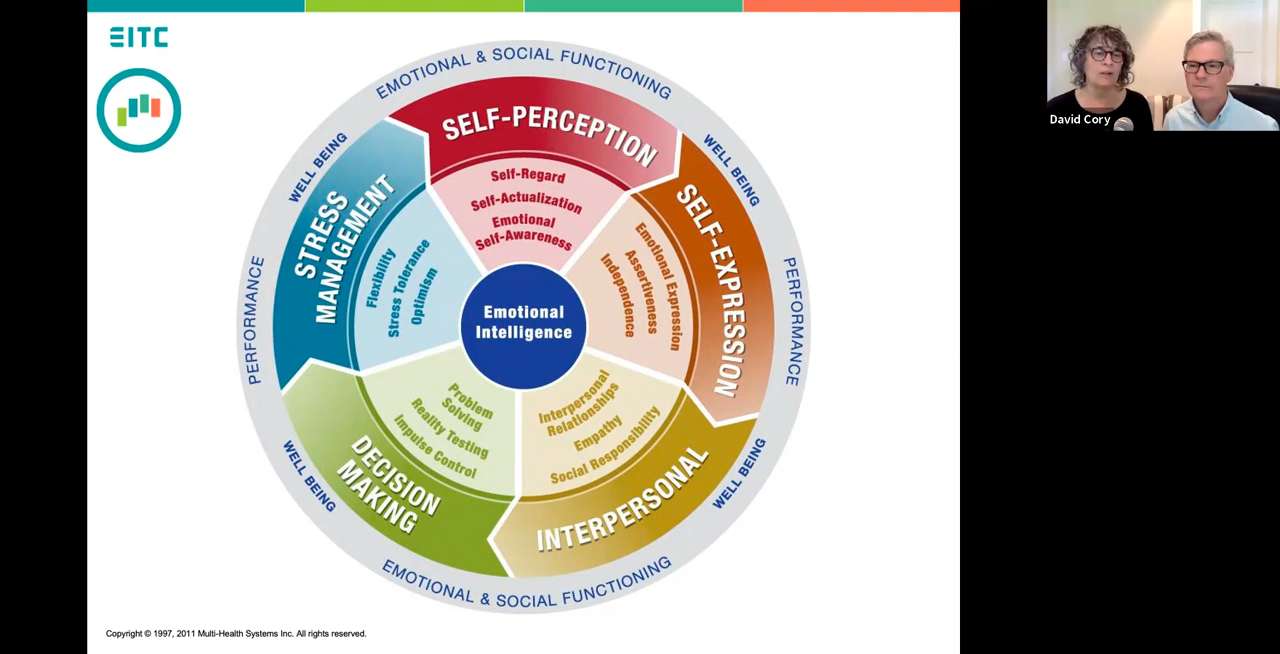 EITC
EMOTIONAL & SOCIAL FUNCTIONING
WELL BEING
WELL BEING
PERFORMANCE
PERFORMANCE
WELL BEING
WELL BEING
EMOTIONAL & SOCIAL FUNCTIONING
SELF-PERCEPTION
Self-Regard
Self-Actualization
Emotional
Self-Awareness
SELF-EXPRESSION
Emotional Expression
Assertiveness
Independence
INTERPERSONAL
Interpersonal
Relationships
Empathy
Social Responsibility
DECISION
MAKING
Problem
Solving
Reality Testing
Impulse Control
STRESS
MANAGEMENT
Flexibility
Stress Tolerance
Optimism
Emotional
Intelligence
Copyright © 1997, 2011 Multi-Health Systems Inc. All rights reserved.
David Cory